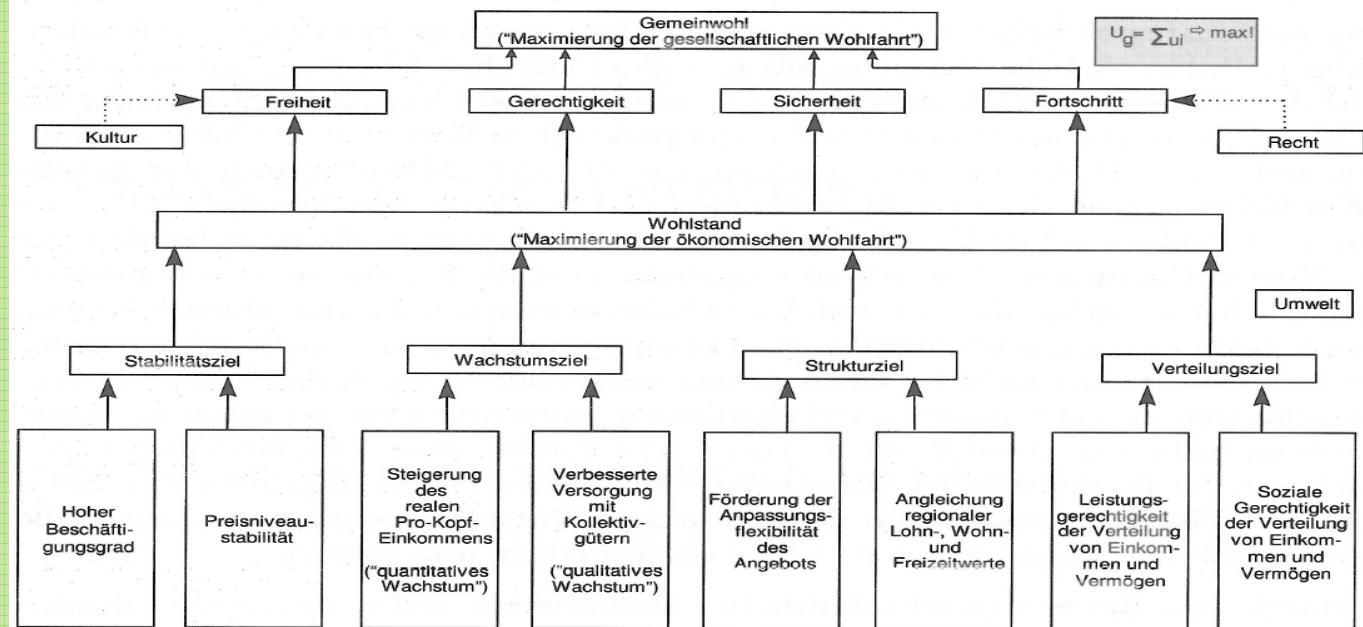 Gemeinwohl
(“Maximierung der gesellschaftlichen Wohlfahrt”)
Ug= ∑ui ⇨ max!
Freiheit
Gerechtigkeit
Sicherheit
Fortschritt
Kultur
Recht
Wohlstand
(“Maximierung der ökonomischen Wohlfahrt”)
Umwelt
Stabilitätsziel
Wachstumsziel
Strukturziel
Verteilungsziel
Hoher
Beschäfti-
gungsgrad
Preisniveau-
stabilität
Steigerung
des
realen
Pro-Kopf-
Einkommens
(“quantitatives
Wachstum”)
Verbesserte
Versorgung
mit
Kollektiv-
gütern
(“qualitatives
Wachstum”)
Förderung der
Anpassungs-
flexibilität
des
Angebots
Angleichung
regionaler
Lohn-, Wohn-
und
Freizeitwerte
Leistungs-
gerechtigkeit
der Verteilung
von Einkom-
men und
Vermögen
Soziale
Gerechtigkeit
der Verteilung
von Einkom-
men und
Vermögen